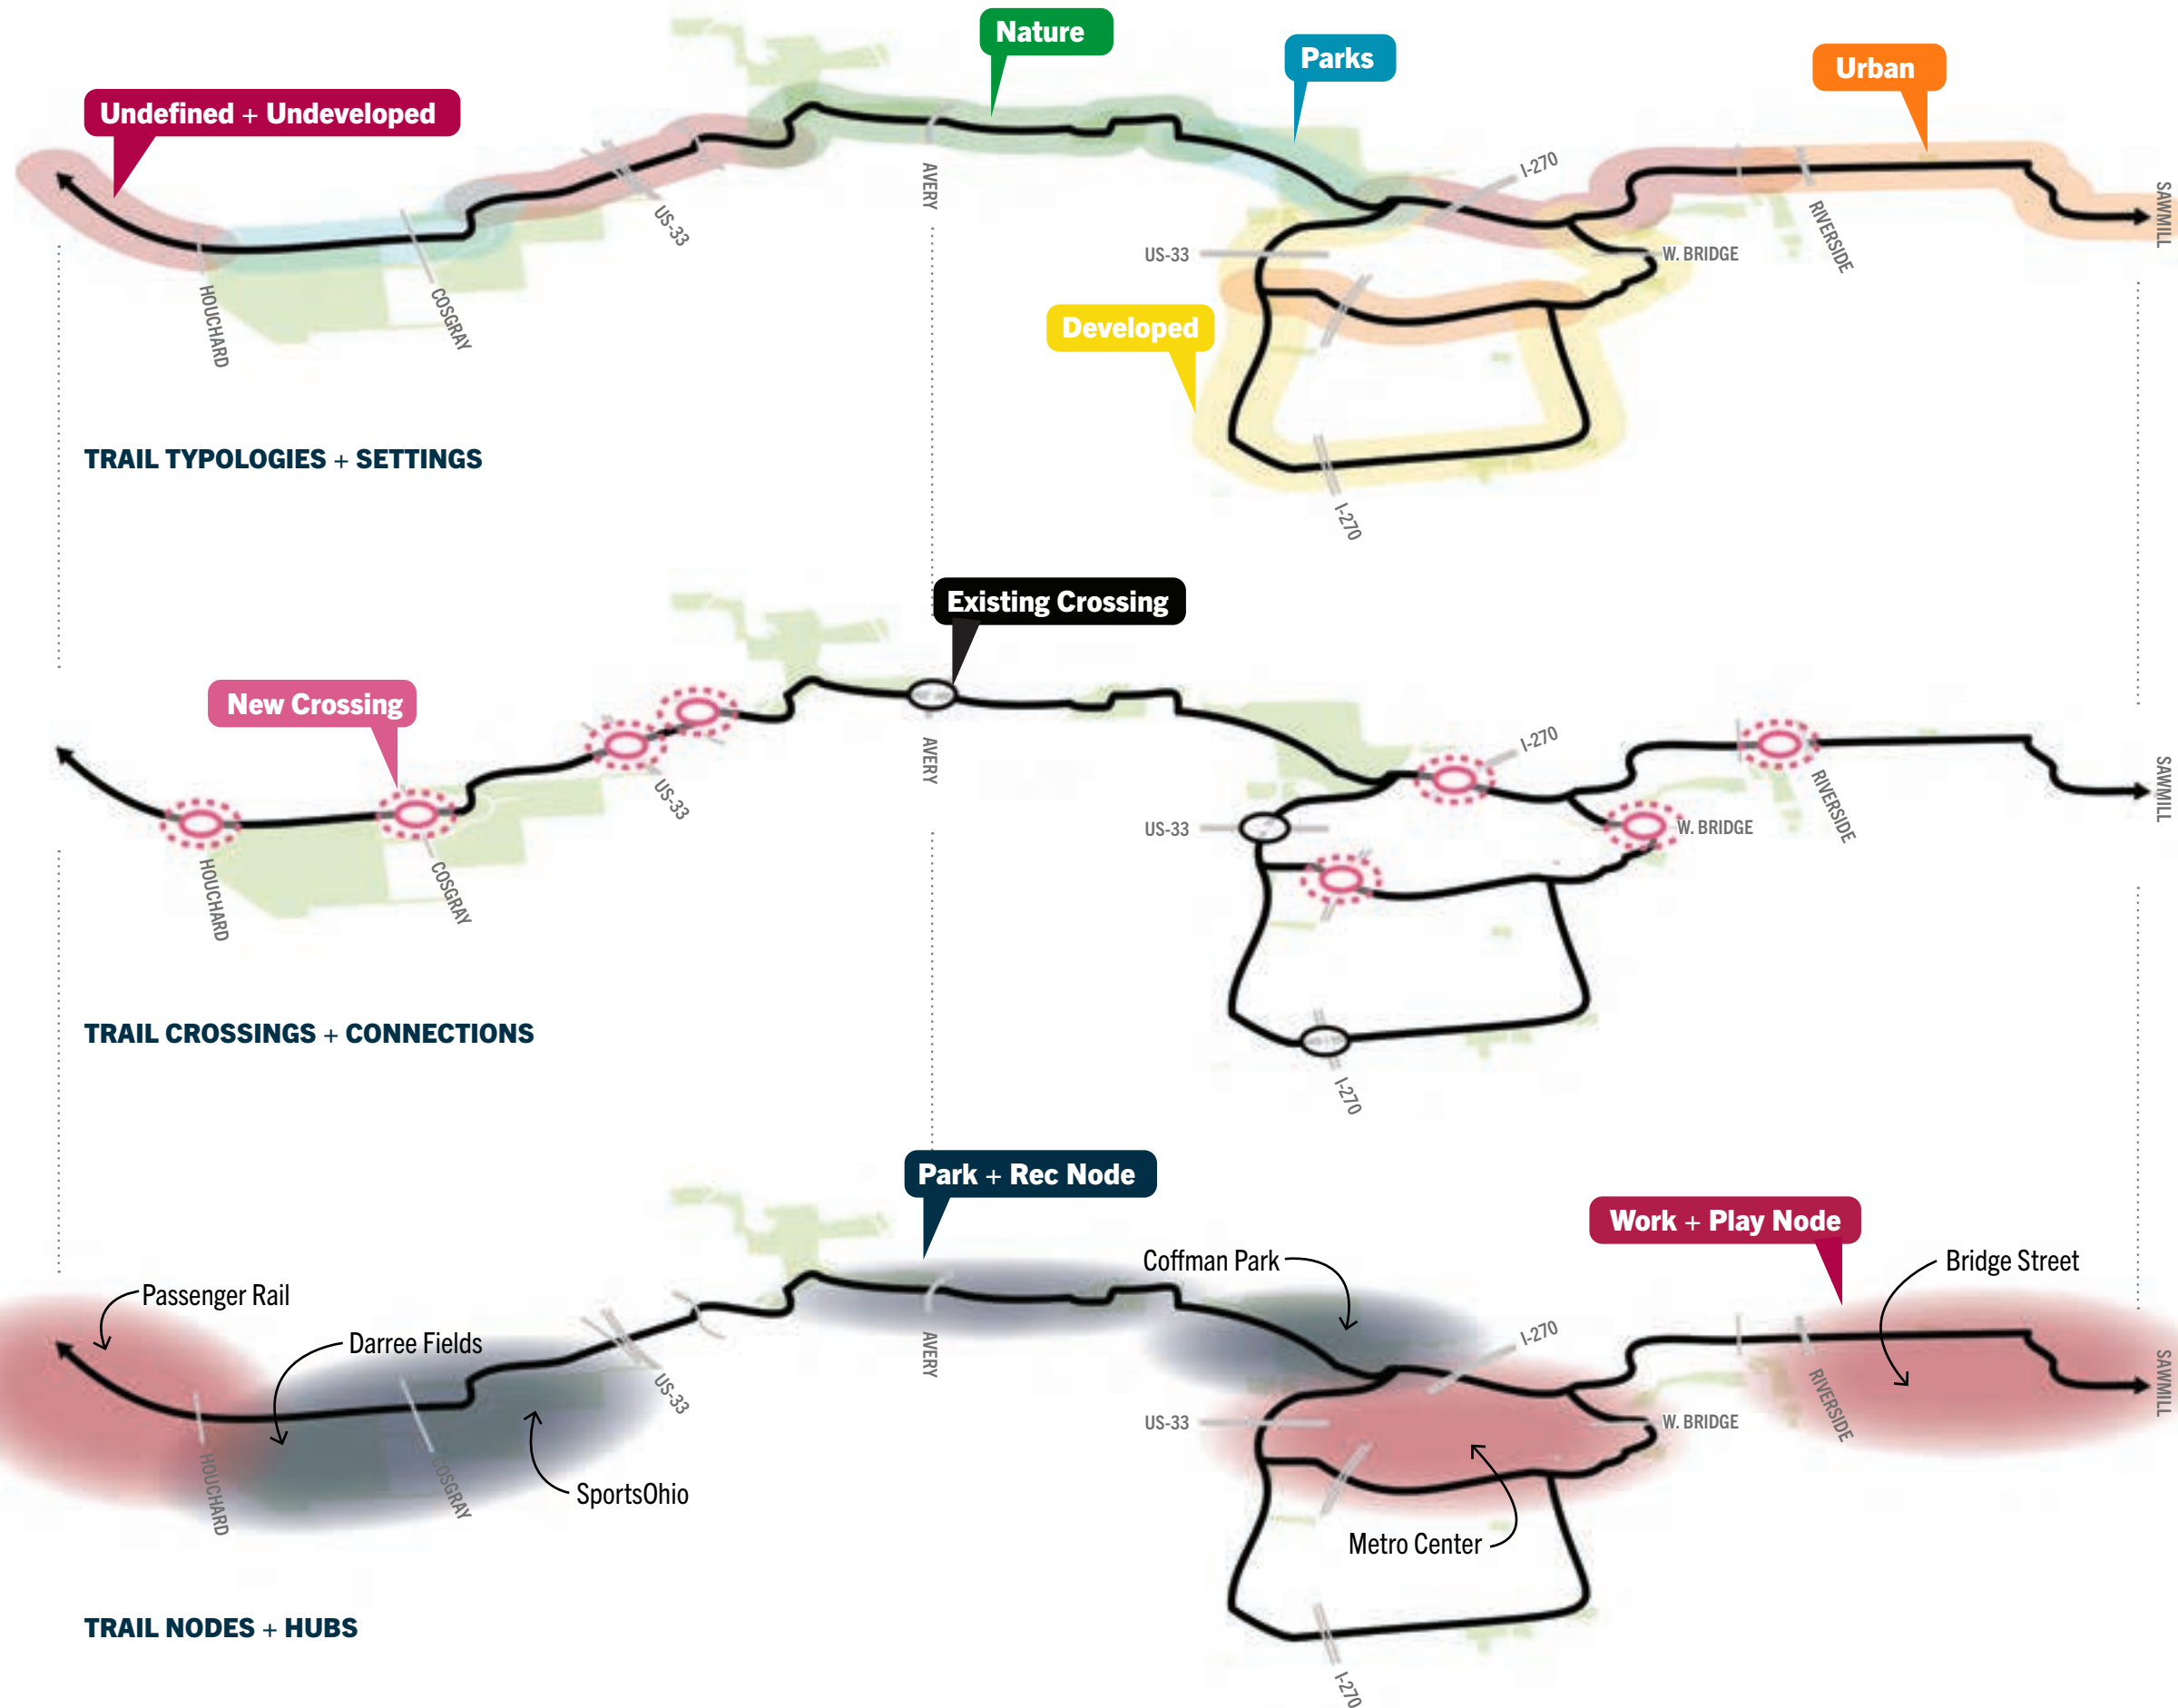 Nature
Parks
Urban
Undefined + Undeveloped
I-270
AVERY
SAWMILL
US-33
RIVERSIDE
US-33
W. BRIDGE
HOUCHARD
COSGRAY
Developed
TRAIL TYPOLOGIES + SETTINGS
I-270
Existing Crossing
New Crossing
I-270
AVERY
SAWMILL
US-33
RIVERSIDE
US-33
W. BRIDGE
HOUCHARD
COSGRAY
TRAIL CROSSINGS + CONNECTIONS
I-270
Park + Rec Node
Work + Play Node
Coffman Park
Bridge Street
Passenger Rail
Darree Fields
I-270
AVERY
SAWMILL
US-33
RIVERSIDE
US-33
W. BRIDGE
HOUCHARD
COSGRAY
SportsOhio
Metro Center
TRAIL NODES + HUBS
I-270